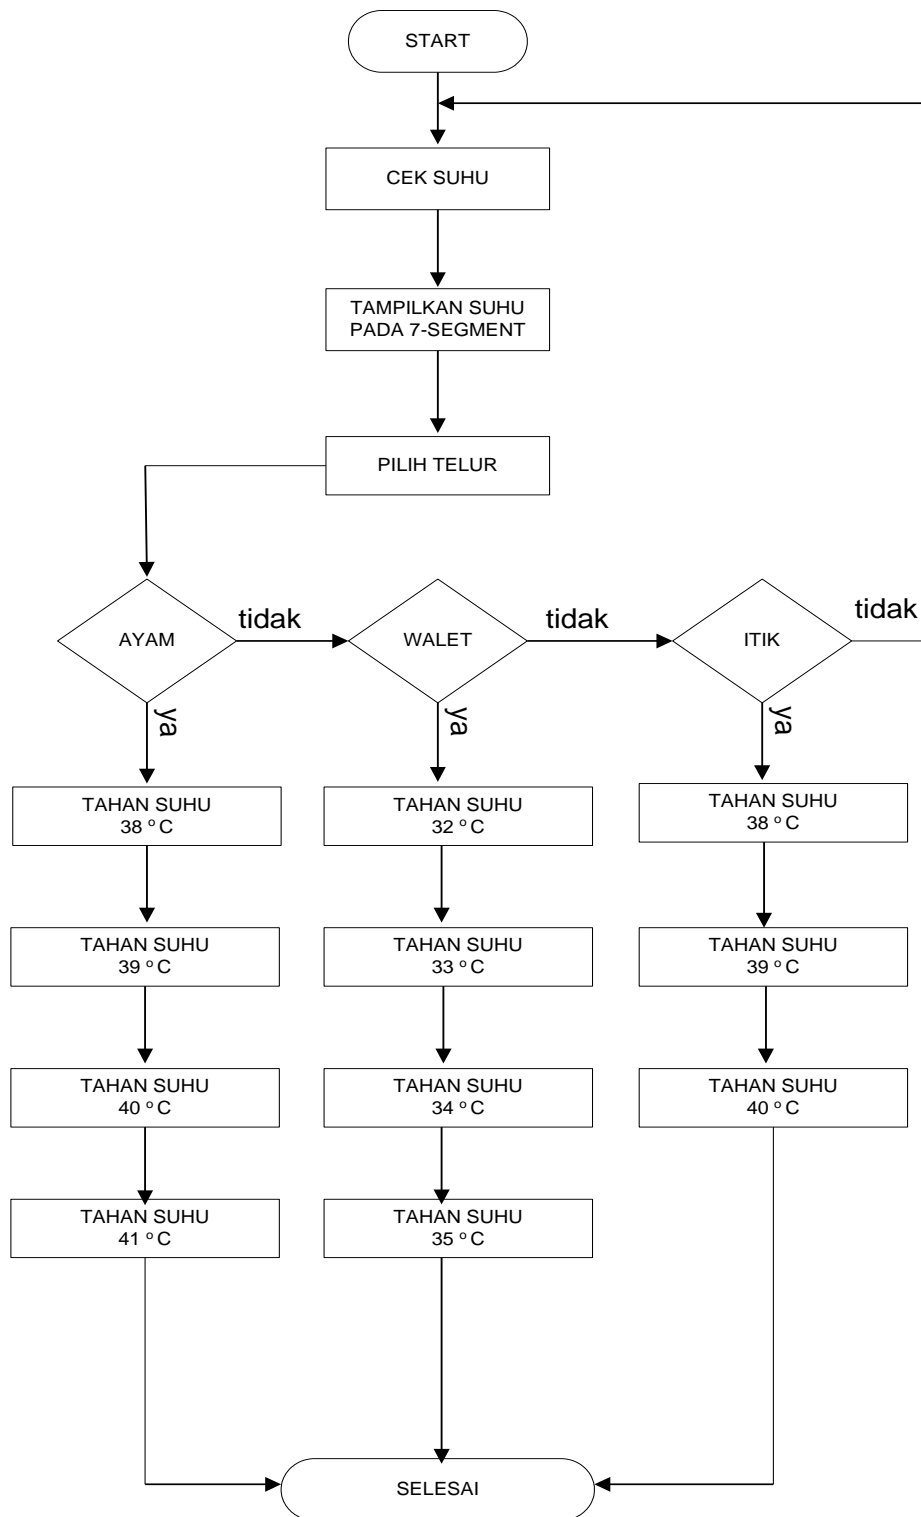 START
CEK SUHU
TAMPILKAN SUHU
PADA 7-SEGMENT
PILIH TELUR
AYAM
tidak
WALET
tidak
ITIK
tidak
ya
ya
ya
TAHAN SUHU
38 °C
TAHAN SUHU
32 °C
TAHAN SUHU
38 °C
TAHAN SUHU
39 °C
TAHAN SUHU
33 °C
TAHAN SUHU
39 °C
TAHAN SUHU
40 °C
TAHAN SUHU
34 °C
TAHAN SUHU
40 °C
TAHAN SUHU
41 °C
TAHAN SUHU
35 °C
SELESAI